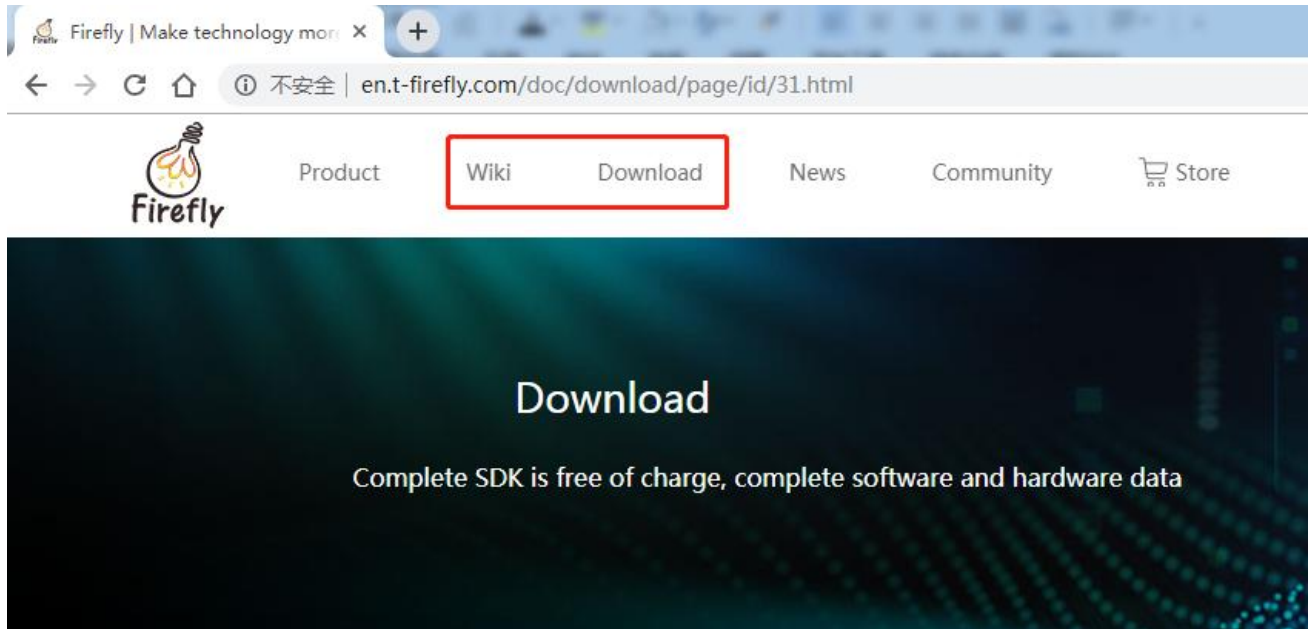 Firefly | Make technology mor
不安全 | en.t-firefly.com/doc/download/page/id/31.html
Firefly
Product Wiki Download News Community Store
Download
Complete SDK is free of charge, complete software and hardware data